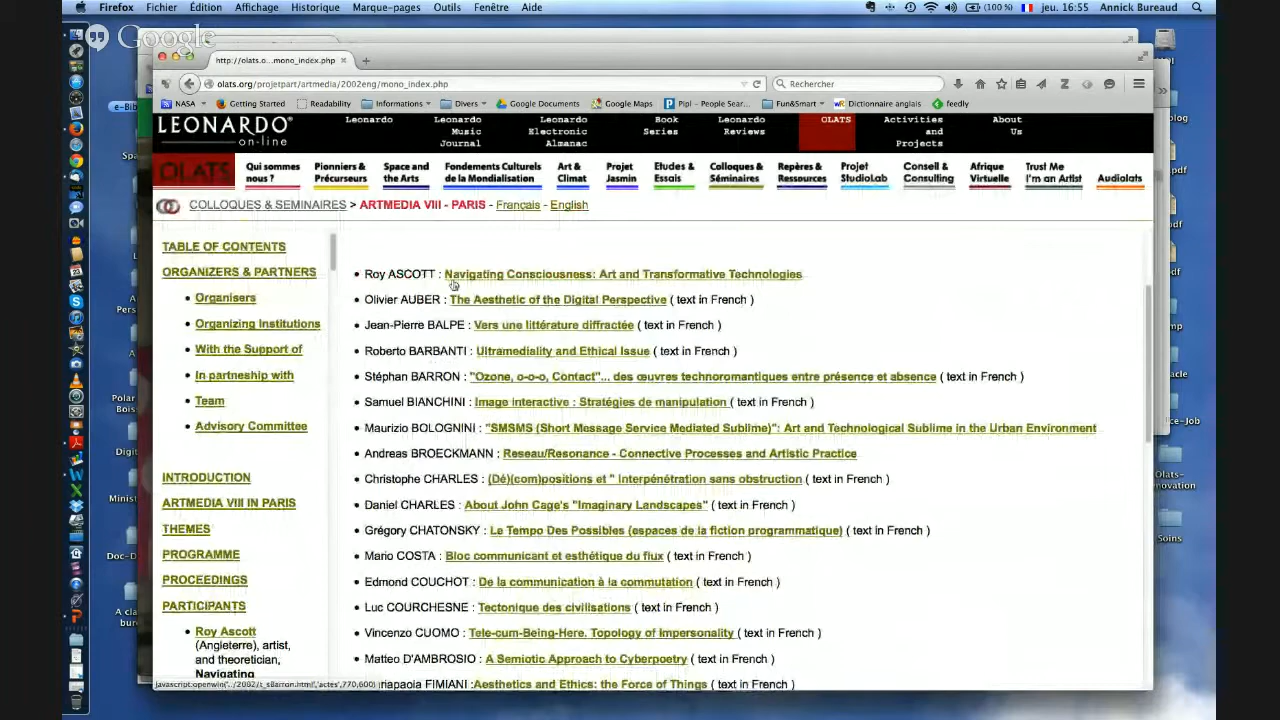 Firefox Fichier Édition Affichage Historique Marque-pages Outils Fenêtre Aide (100 %) jeu. 16:55 Annick Bureaud
Google
http://olats.o...mono_index.php
olats.org/projetpart/artmedia/2002eng/mono_index.php Rechercher
NASA Getting Started Readability Informations Divers Google Documents Google Maps Pipl - People Sear... Fun&Smart Dictionnaire anglais feedly
LEONARDO on-line
Leonardo
Leonardo Music Journal
Leonardo Electronic Almanac
Book Series
Leonardo Reviews
OLATS
Activities and Projects
About Us
OLATS
Qui sommes nous ?
Pionniers & Précurseurs
Space and the Arts
Fondements Culturels de la Mondialisation
Art & Climat
Projet Jasmin
Etudes & Essais
Colloques & Séminaires
Repères & Ressources
Projet StudioLab
Conseil & Consulting
Afrique Virtuelle
Trust Me I'm an Artist
Audiolats
COLLOQUES & SEMINAIRES > ARTMEDIA VIII - PARIS - Français - English
TABLE OF CONTENTS
ORGANIZERS & PARTNERS
• Organisers
• Organizing Institutions
• With the Support of
• In partneship with
• Team
• Advisory Committee
INTRODUCTION
ARTMEDIA VIII IN PARIS
THEMES
PROGRAMME
PROCEEDINGS
PARTICIPANTS
• Roy Ascott
(Angleterre), artist,
and theoretician,
Navigating
• Roy ASCOTT : Navigating Consciousness: Art and Transformative Technologies
• Olivier AUBER : The Aesthetic of the Digital Perspective ( text in French )
• Jean-Pierre BALPE : Vers une littérature diffractée ( text in French )
• Roberto BARBANTI : Ultramediality and Ethical Issue ( text in French )
• Stéphan BARRON : "Ozone, o-o-o, Contact"... des œuvres technoromantiques entre présence et absence ( text in French )
• Samuel BIANCHINI : Image interactive : Stratégies de manipulation ( text in French )
• Maurizio BOLOGNINI : "SMSMS (Short Message Service Mediated Sublime)": Art and Technological Sublime in the Urban Environment
• Andreas BROECKMANN : Reseau/Resonance - Connective Processes and Artistic Practice
• Christophe CHARLES : (Dé)(com)positions et " Interpénétration sans obstruction ( text in French )
• Daniel CHARLES : About John Cage's "Imaginary Landscapes" ( text in French )
• Grégory CHATONSKY : Le Tempo Des Possibles (espaces de la fiction programmatique) ( text in French )
• Mario COSTA : Bloc communicant et esthétique du flux ( text in French )
• Edmond COUCHOT : De la communication à la commutation ( text in French )
• Luc COURCHESNE : Tectonique des civilisations ( text in French )
• Vincenzo CUOMO : Tele-cum-Being-Here. Topology of Impersonality ( text in French )
• Matteo D'AMBROSIO : A Semiotic Approach to Cyberpoetry ( text in French )
FIMIANI : Aesthetics and Ethics: the Force of Things ( text in French )